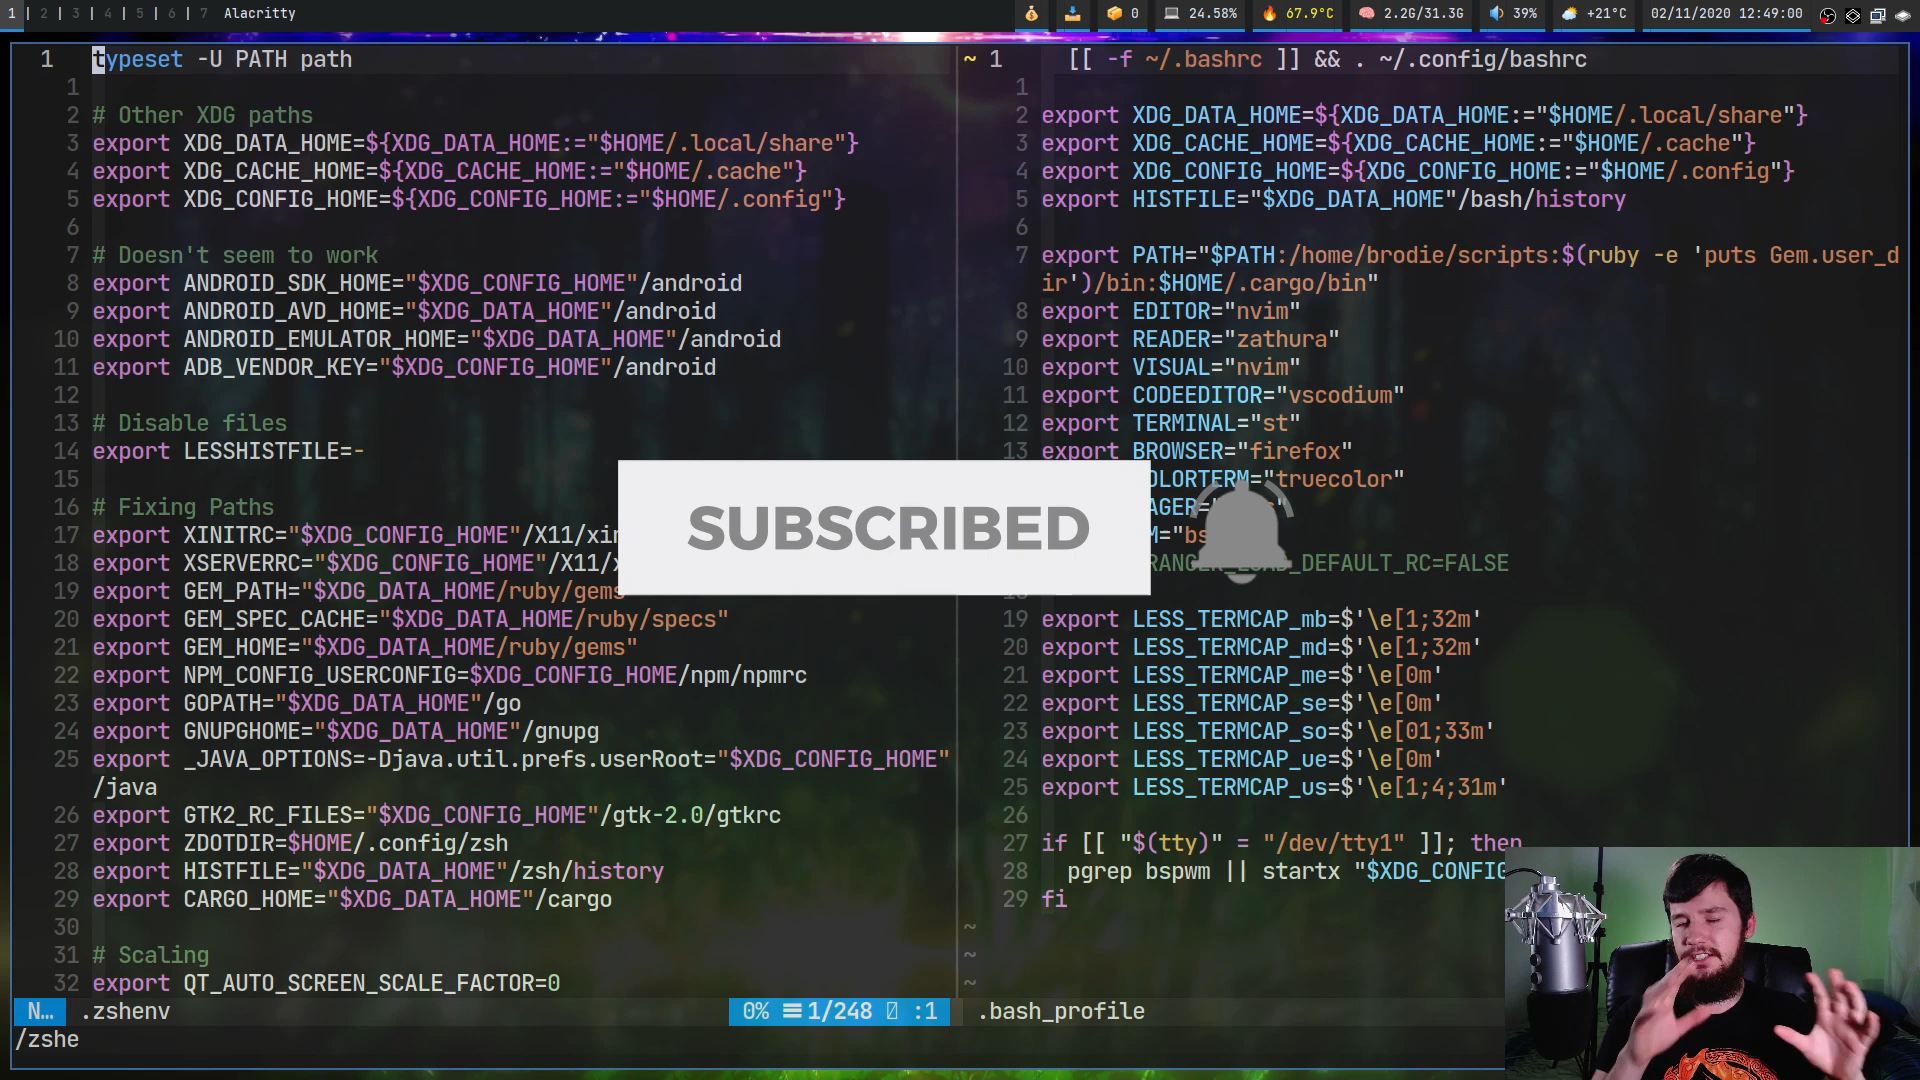 1 | 2 | 3 | 4 | 5 | 6 | 7 Alacritty
0 24.58% 67.9°C 2.2G/31.3G 39% +21°C 02/11/2020 12:49:00
1 typeset -U PATH path
1
2 # Other XDG paths
3 export XDG_DATA_HOME=${XDG_DATA_HOME:="$HOME/.local/share"}
4 export XDG_CACHE_HOME=${XDG_CACHE_HOME:="$HOME/.cache"}
5 export XDG_CONFIG_HOME=${XDG_CONFIG_HOME:="$HOME/.config"}
6
7 # Doesn't seem to work
8 export ANDROID_SDK_HOME="$XDG_CONFIG_HOME"/android
9 export ANDROID_AVD_HOME="$XDG_DATA_HOME"/android
10 export ANDROID_EMULATOR_HOME="$XDG_DATA_HOME"/android
11 export ADB_VENDOR_KEY="$XDG_CONFIG_HOME"/android
12
13 # Disable files
14 export LESSHISTFILE=-
15
16 # Fixing Paths
17 export XINITRC="$XDG_CONFIG_HOME"/X11/xi
18 export XSERVERRC="$XDG_CONFIG_HOME"/X11/x
19 export GEM_PATH="$XDG_DATA_HOME/ruby/gems
20 export GEM_SPEC_CACHE="$XDG_DATA_HOME/ruby/specs"
21 export GEM_HOME="$XDG_DATA_HOME/ruby/gems"
22 export NPM_CONFIG_USERCONFIG=$XDG_CONFIG_HOME/npm/npmrc
23 export GOPATH="$XDG_DATA_HOME"/go
24 export GNUPGHOME="$XDG_DATA_HOME"/gnupg
25 export _JAVA_OPTIONS=-Djava.util.prefs.userRoot="$XDG_CONFIG_HOME"
/java
26 export GTK2_RC_FILES="$XDG_CONFIG_HOME"/gtk-2.0/gtkrc
27 export ZDOTDIR=$HOME/.config/zsh
28 export HISTFILE="$XDG_DATA_HOME"/zsh/history
29 export CARGO_HOME="$XDG_DATA_HOME"/cargo
30
31 # Scaling
32 export QT_AUTO_SCREEN_SCALE_FACTOR=0
N… .zshenv 0% ☰1/248 :1
/zshe
~ 1 [[ -f ~/.bashrc ]] && . ~/.config/bashrc
1
2 export XDG_DATA_HOME=${XDG_DATA_HOME:="$HOME/.local/share"}
3 export XDG_CACHE_HOME=${XDG_CACHE_HOME:="$HOME/.cache"}
4 export XDG_CONFIG_HOME=${XDG_CONFIG_HOME:="$HOME/.config"}
5 export HISTFILE="$XDG_DATA_HOME"/bash/history
6
7 export PATH="$PATH:/home/brodie/scripts:$(ruby -e 'puts Gem.user_d
ir')/bin:$HOME/.cargo/bin"
8 export EDITOR="nvim"
9 export READER="zathura"
10 export VISUAL="nvim"
11 export CODEEDITOR="vscodium"
12 export TERMINAL="st"
13 export BROWSER="firefox"
OLORTERM="truecolor"
AGER="
M="bs
RANGER_LOAD_DEFAULT_RC=FALSE
19 export LESS_TERMCAP_mb=$'\e[1;32m'
20 export LESS_TERMCAP_md=$'\e[1;32m'
21 export LESS_TERMCAP_me=$'\e[0m'
22 export LESS_TERMCAP_se=$'\e[0m'
23 export LESS_TERMCAP_so=$'\e[01;33m'
24 export LESS_TERMCAP_ue=$'\e[0m'
25 export LESS_TERMCAP_us=$'\e[1;4;31m'
26
27 if [[ "$(tty)" = "/dev/tty1" ]]; then
28 pgrep bspwm || startx "$XDG_CONFIG
29 fi
~
~
~
.bash_profile
SUBSCRIBED